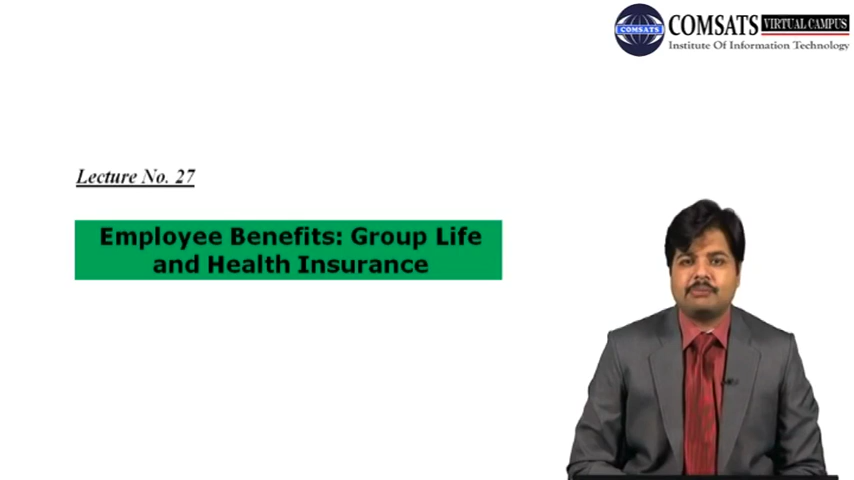 COMSATS VIRTUAL CAMPUS
Institute Of Information Technology
COMSATS
Lecture No. 27
Employee Benefits: Group Life
and Health Insurance